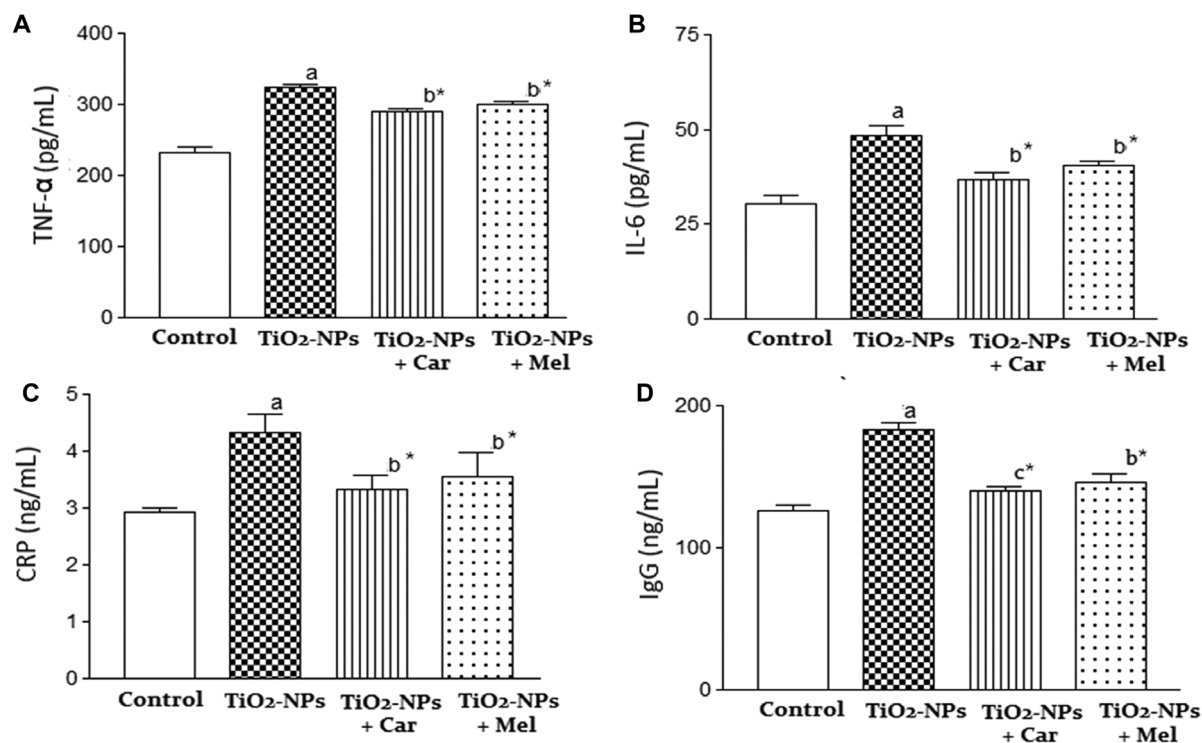 A
TNF-α (pg/mL)
400
300
200
100
0
a
b*
b*
Control
TiO₂-NPs
TiO₂-NPs
+ Car
TiO₂-NPs
+ Mel
B
IL-6 (pg/mL)
75
50
25
0
a
b*
b*
Control
TiO₂-NPs
TiO₂-NPs
+ Car
TiO₂-NPs
+ Mel
C
CRP (ng/mL)
5
4
3
2
1
0
a
b*
b*
Control
TiO₂-NPs
TiO₂-NPs
+ Car
TiO₂-NPs
+ Mel
D
IgG (ng/mL)
200
100
0
a
c*
b*
Control
TiO₂-NPs
TiO₂-NPs
+ Car
TiO₂-NPs
+ Mel